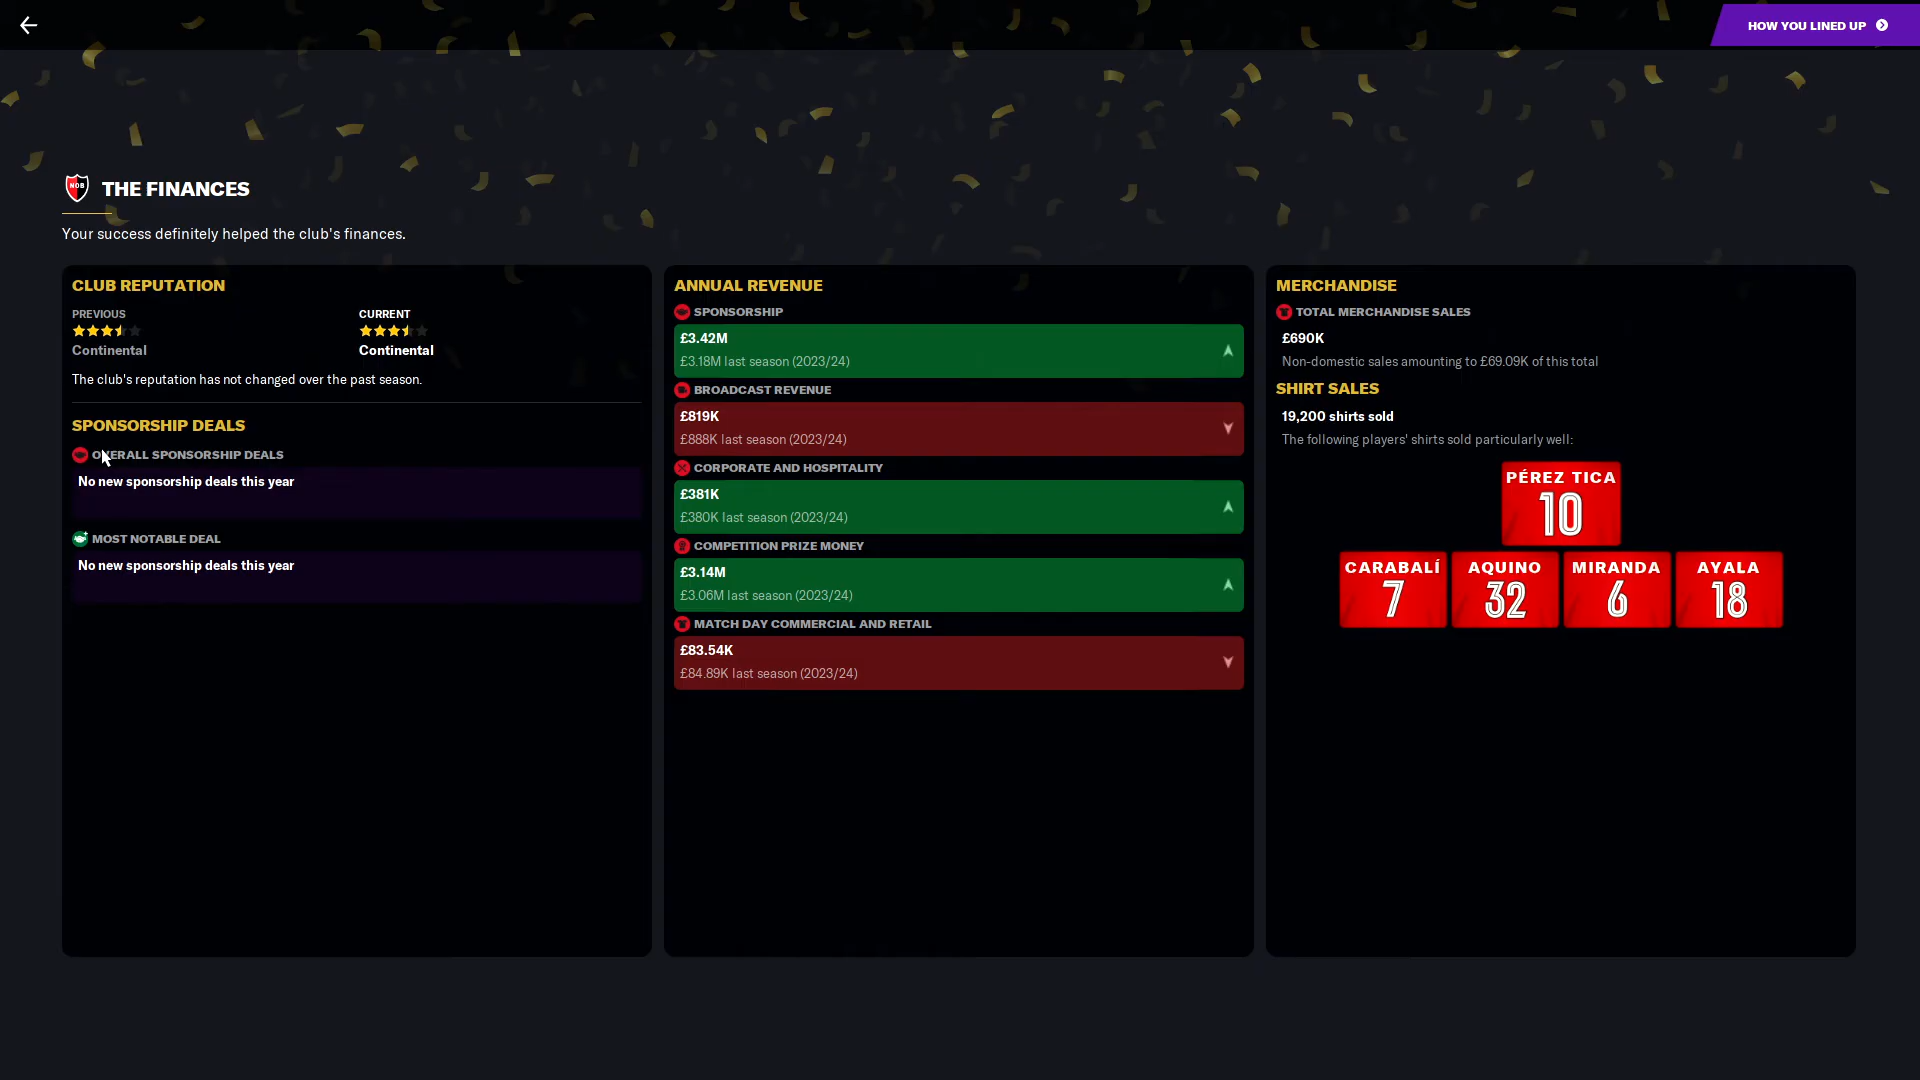 HOW YOU LINED UP
NOB
THE FINANCES
Your success definitely helped the club's finances.
CLUB REPUTATION
PREVIOUS
CURRENT
Continental
Continental
The club's reputation has not changed over the past season.
SPONSORSHIP DEALS
OVERALL SPONSORSHIP DEALS
No new sponsorship deals this year
MOST NOTABLE DEAL
No new sponsorship deals this year
ANNUAL REVENUE
SPONSORSHIP
£3.42M
£3.18M last season (2023/24)
BROADCAST REVENUE
£819K
£888K last season (2023/24)
CORPORATE AND HOSPITALITY
£381K
£380K last season (2023/24)
COMPETITION PRIZE MONEY
£3.14M
£3.06M last season (2023/24)
MATCH DAY COMMERCIAL AND RETAIL
£83.54K
£84.89K last season (2023/24)
MERCHANDISE
TOTAL MERCHANDISE SALES
£690K
Non-domestic sales amounting to £69.09K of this total
SHIRT SALES
19,200 shirts sold
The following players' shirts sold particularly well:
PÉREZ TICA
10
CARABALÍ
7
AQUINO
32
MIRANDA
6
AYALA
18